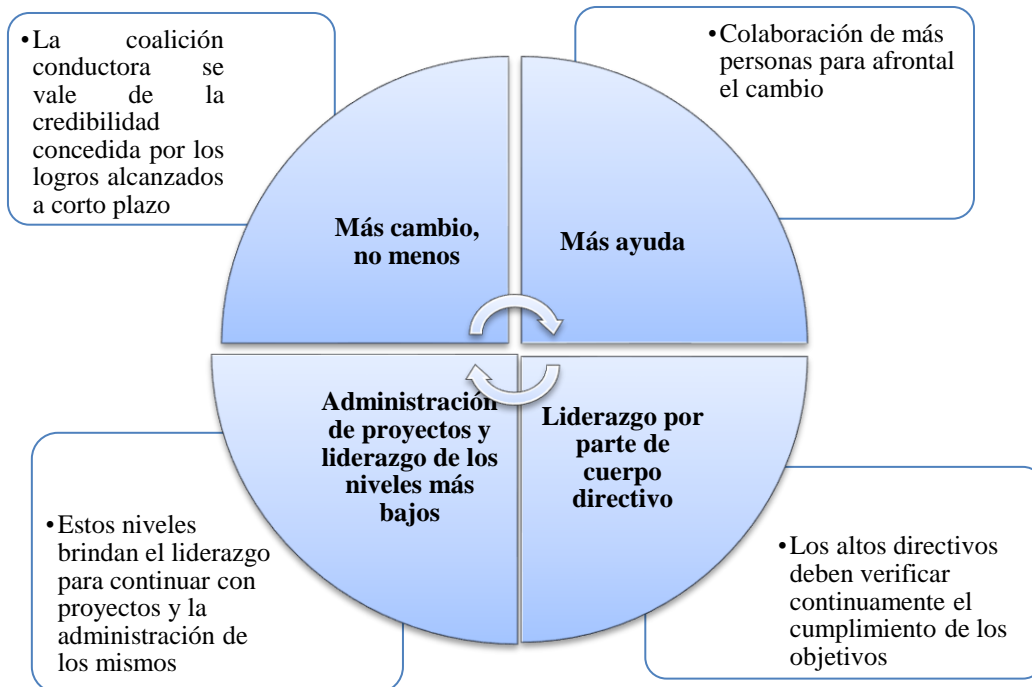 •La coalición
conductora se
vale de la
credibilidad
concedida por los
logros alcanzados
a corto plazo
•Colaboración de más
personas para afrontal
el cambio
Más cambio,
no menos
Más ayuda
Administración
de proyectos y
liderazgo de los
niveles más
bajos
Liderazgo por
parte de
cuerpo
directivo
•Estos niveles
brindan el liderazgo
para continuar con
proyectos y la
administración de
los mismos
•Los altos directivos
deben verificar
continuamente el
cumplimiento de los
objetivos